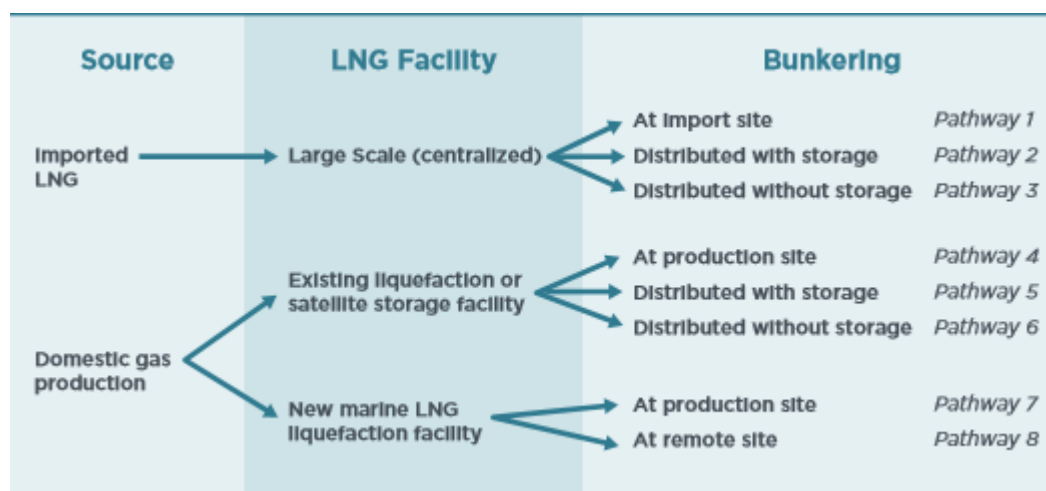 Source
LNG Facility
Bunkering
Imported
LNG
Large Scale (centralized)
At import site
Pathway 1
Distributed with storage
Pathway 2
Distributed without storage
Pathway 3
Domestic gas
production
Existing liquefaction or
satellite storage facility
At production site
Pathway 4
Distributed with storage
Pathway 5
Distributed without storage
Pathway 6
New marine LNG
liquefaction facility
At production site
Pathway 7
At remote site
Pathway 8